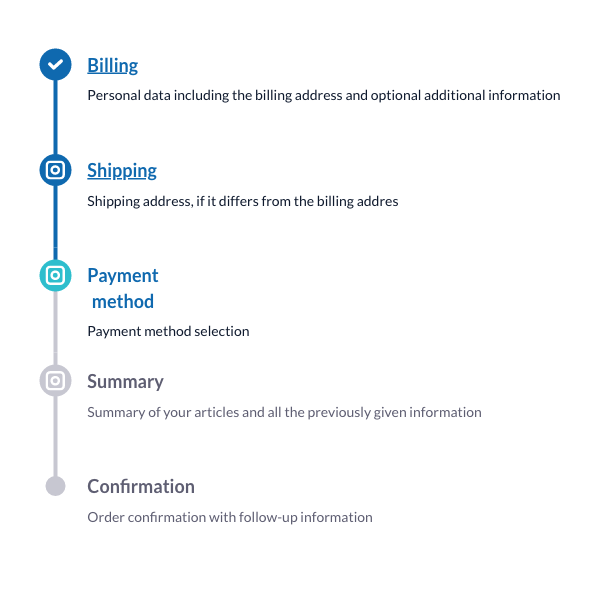 Billing
Personal data including the billing address and optional additional information
Shipping
Shipping address, if it differs from the billing addres
Payment
method
Payment method selection
Summary
Summary of your articles and all the previously given information
Confirmation
Order confirmation with follow-up information